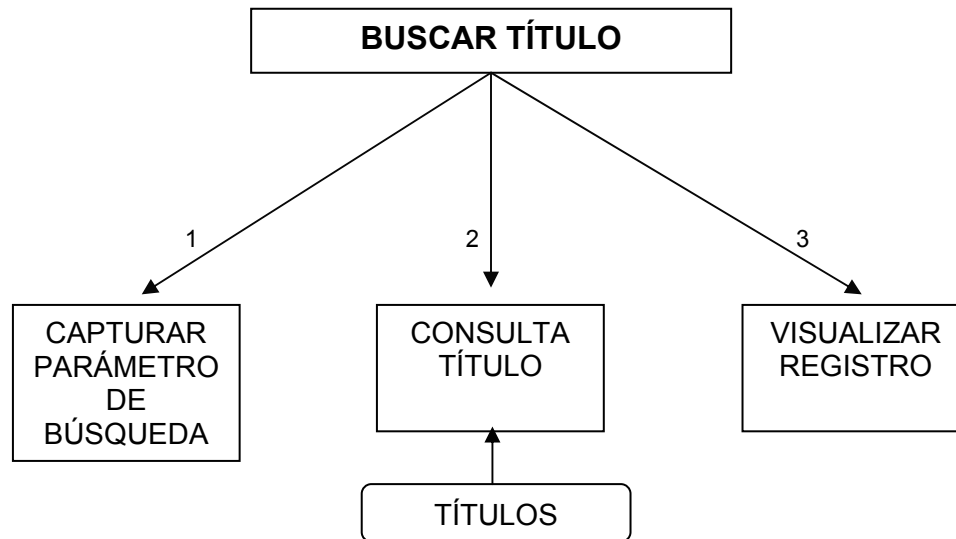 BUSCAR TÍTULO
1
2
3
CAPTURAR
PARÁMETRO
DE
BÚSQUEDA
CONSULTA
TÍTULO
VISUALIZAR
REGISTRO
TÍTULOS